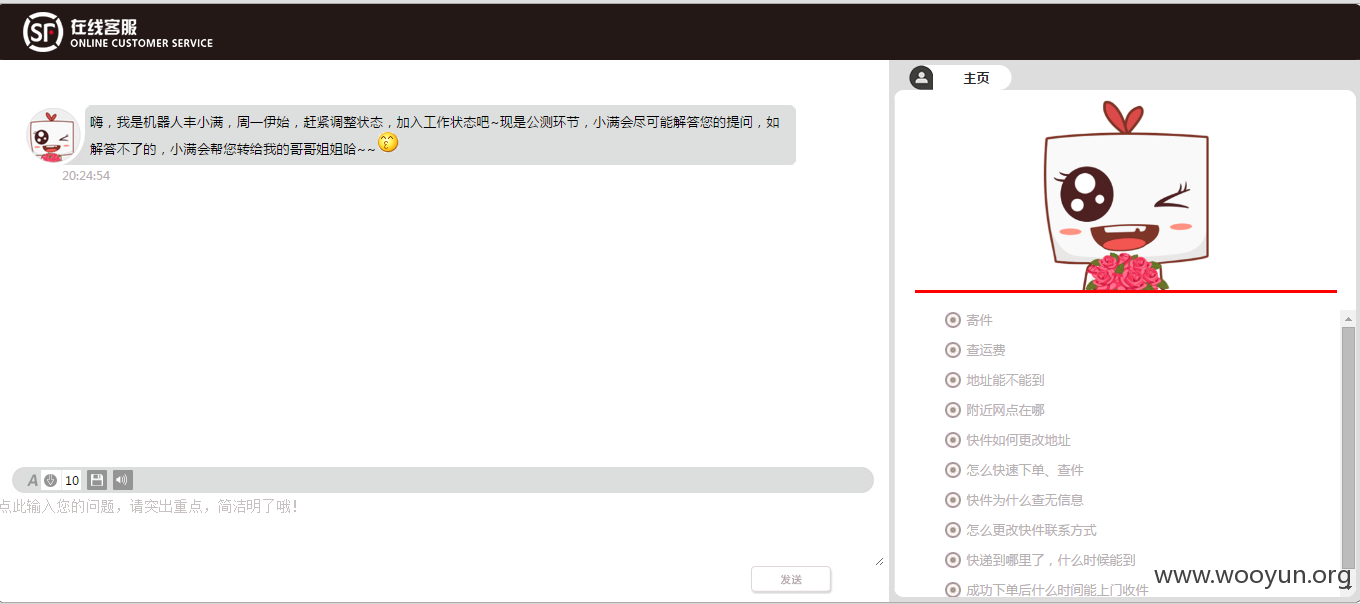 SF 在线客服
ONLINE CUSTOMER SERVICE
嗨，我是机器人丰小满，周一伊始，赶紧调整状态，加入工作状态吧~现是公测环节，小满会尽可能解答您的提问，如
解答不了的，小满会帮您转给我的哥哥姐姐哈~~
20:24:54
A 10
点此输入您的问题，请突出重点，简洁明了哦！
发送
主页
寄件
查运费
地址能不能到
附近网点在哪
快件如何更改地址
怎么快速下单、查件
快件为什么查无信息
怎么更改快件联系方式
快递到哪里了，什么时候能到
成功下单后什么时间能上门收件
www.wooyun.org